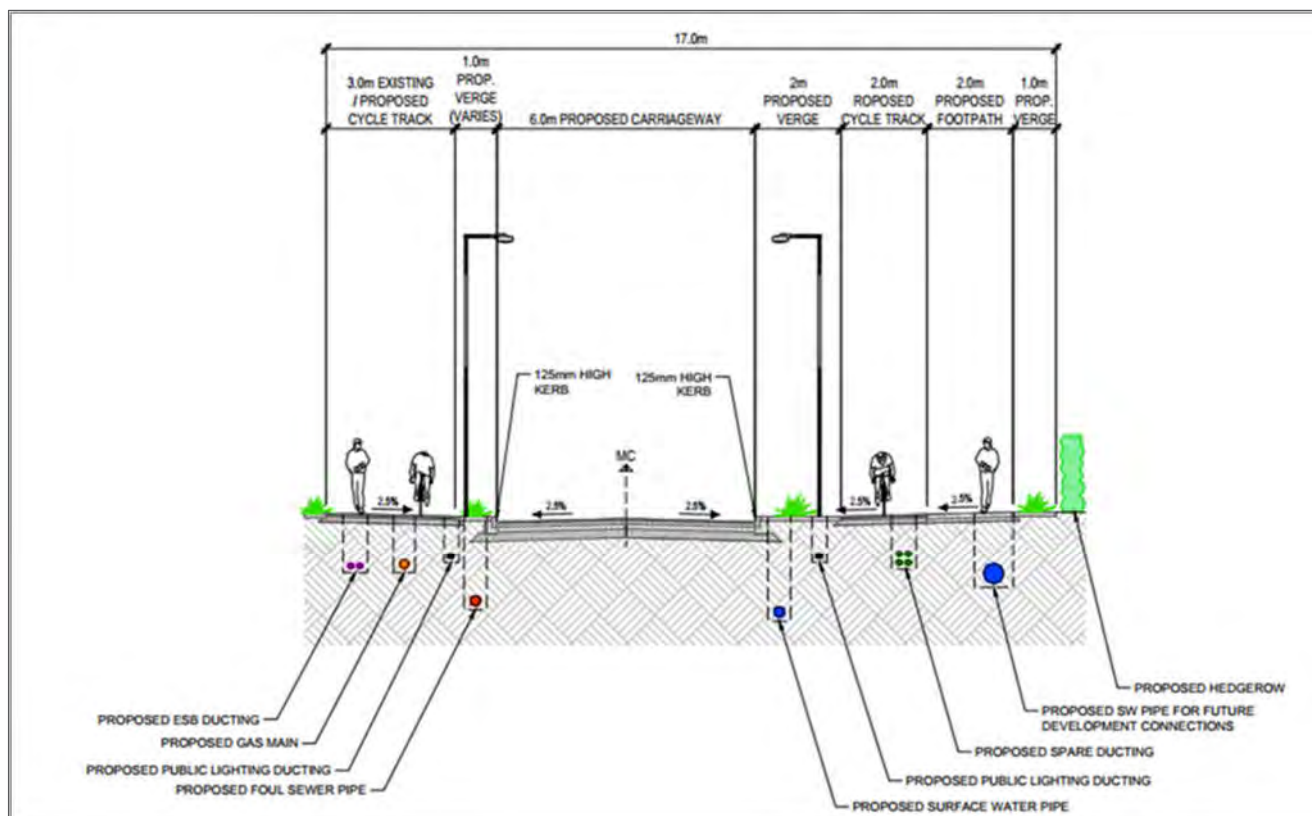 17.0m
3.0m EXISTING
/ PROPOSED
CYCLE TRACK
1.0m
PROP.
VERGE
(VARIES)
6.0m PROPOSED CARRIAGEWAY
2m
PROPOSED
VERGE
2.0m
ROPOSED
CYCLE TRACK
2.0m
PROPOSED
FOOTPATH
1.0m
PROP.
VERGE
125mm HIGH
KERB
125mm HIGH
KERB
MC
2.5%
2.5%
2.5%
2.5%
2.5%
PROPOSED ESB DUCTING
PROPOSED GAS MAIN
PROPOSED PUBLIC LIGHTING DUCTING
PROPOSED FOUL SEWER PIPE
PROPOSED HEDGEROW
PROPOSED SW PIPE FOR FUTURE
DEVELOPMENT CONNECTIONS
PROPOSED SPARE DUCTING
PROPOSED PUBLIC LIGHTING DUCTING
PROPOSED SURFACE WATER PIPE